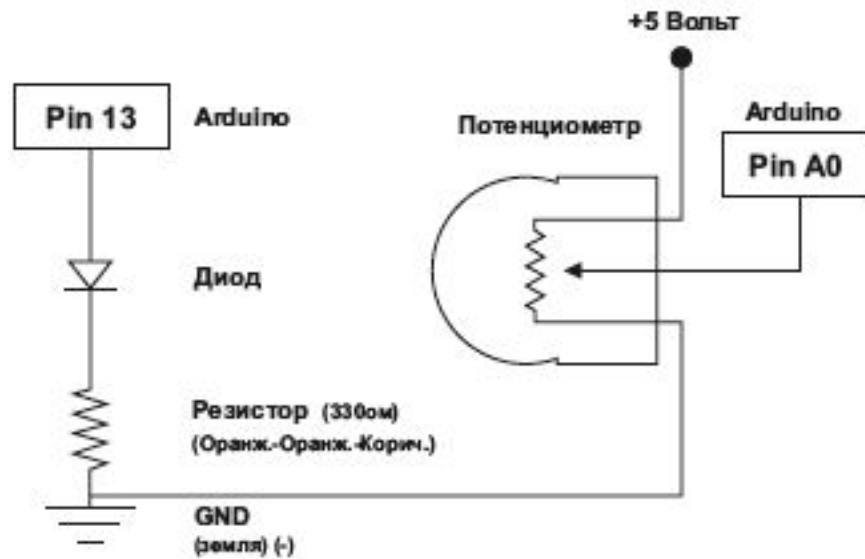 +5 Вольт
Pin 13
Arduino
Потенциометр
Arduino
Pin A0
Диод
Резистор (330ом)
(Оранж.-Оранж.-Корич.)
GND
(земля) (-)